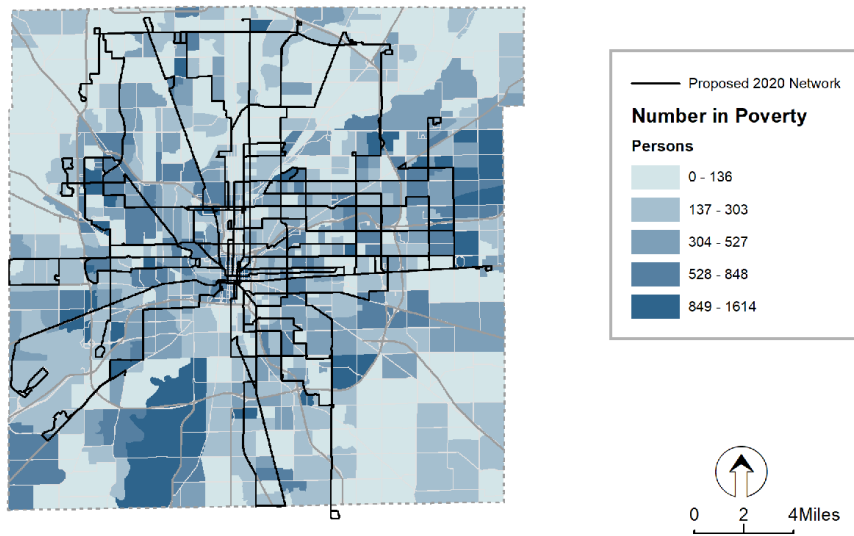 Proposed 2020 Network
Number in Poverty
Persons
0 - 136
137 - 303
304 - 527
528 - 848
849 - 1614
0 2 4Miles